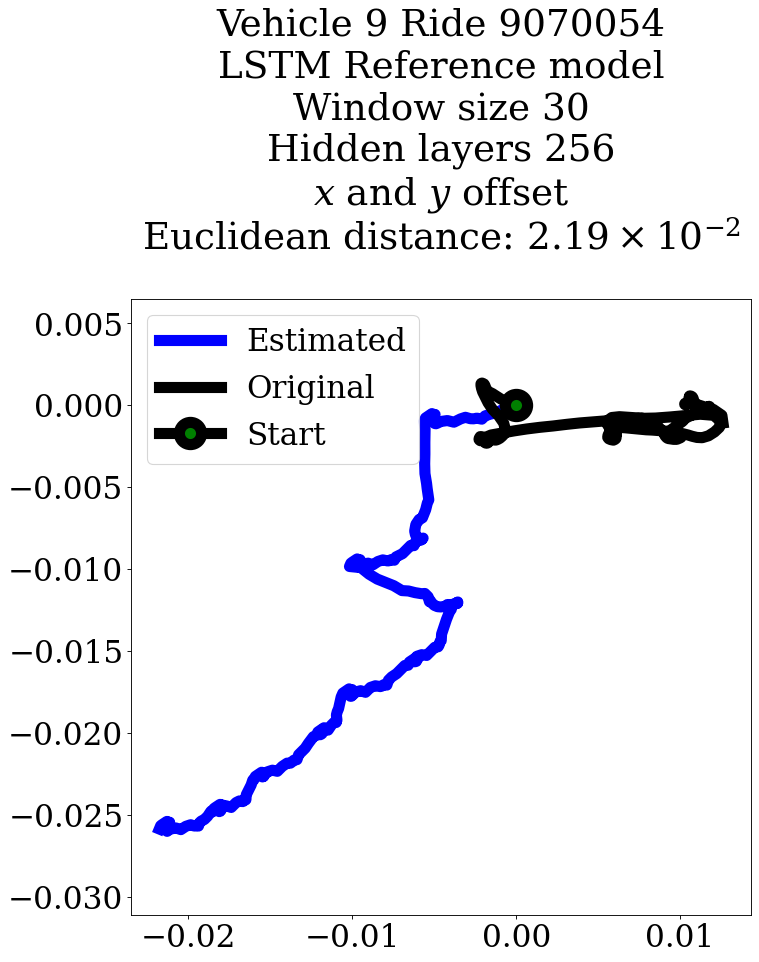 Vehicle 9 Ride 9070054
LSTM Reference model
Window size 30
Hidden layers 256
x and y offset
Euclidean distance: 2.19 × 10⁻²
Estimated
Original
Start
0.005
0.000
−0.005
−0.010
−0.015
−0.020
−0.025
−0.030
−0.02 −0.01 0.00 0.01